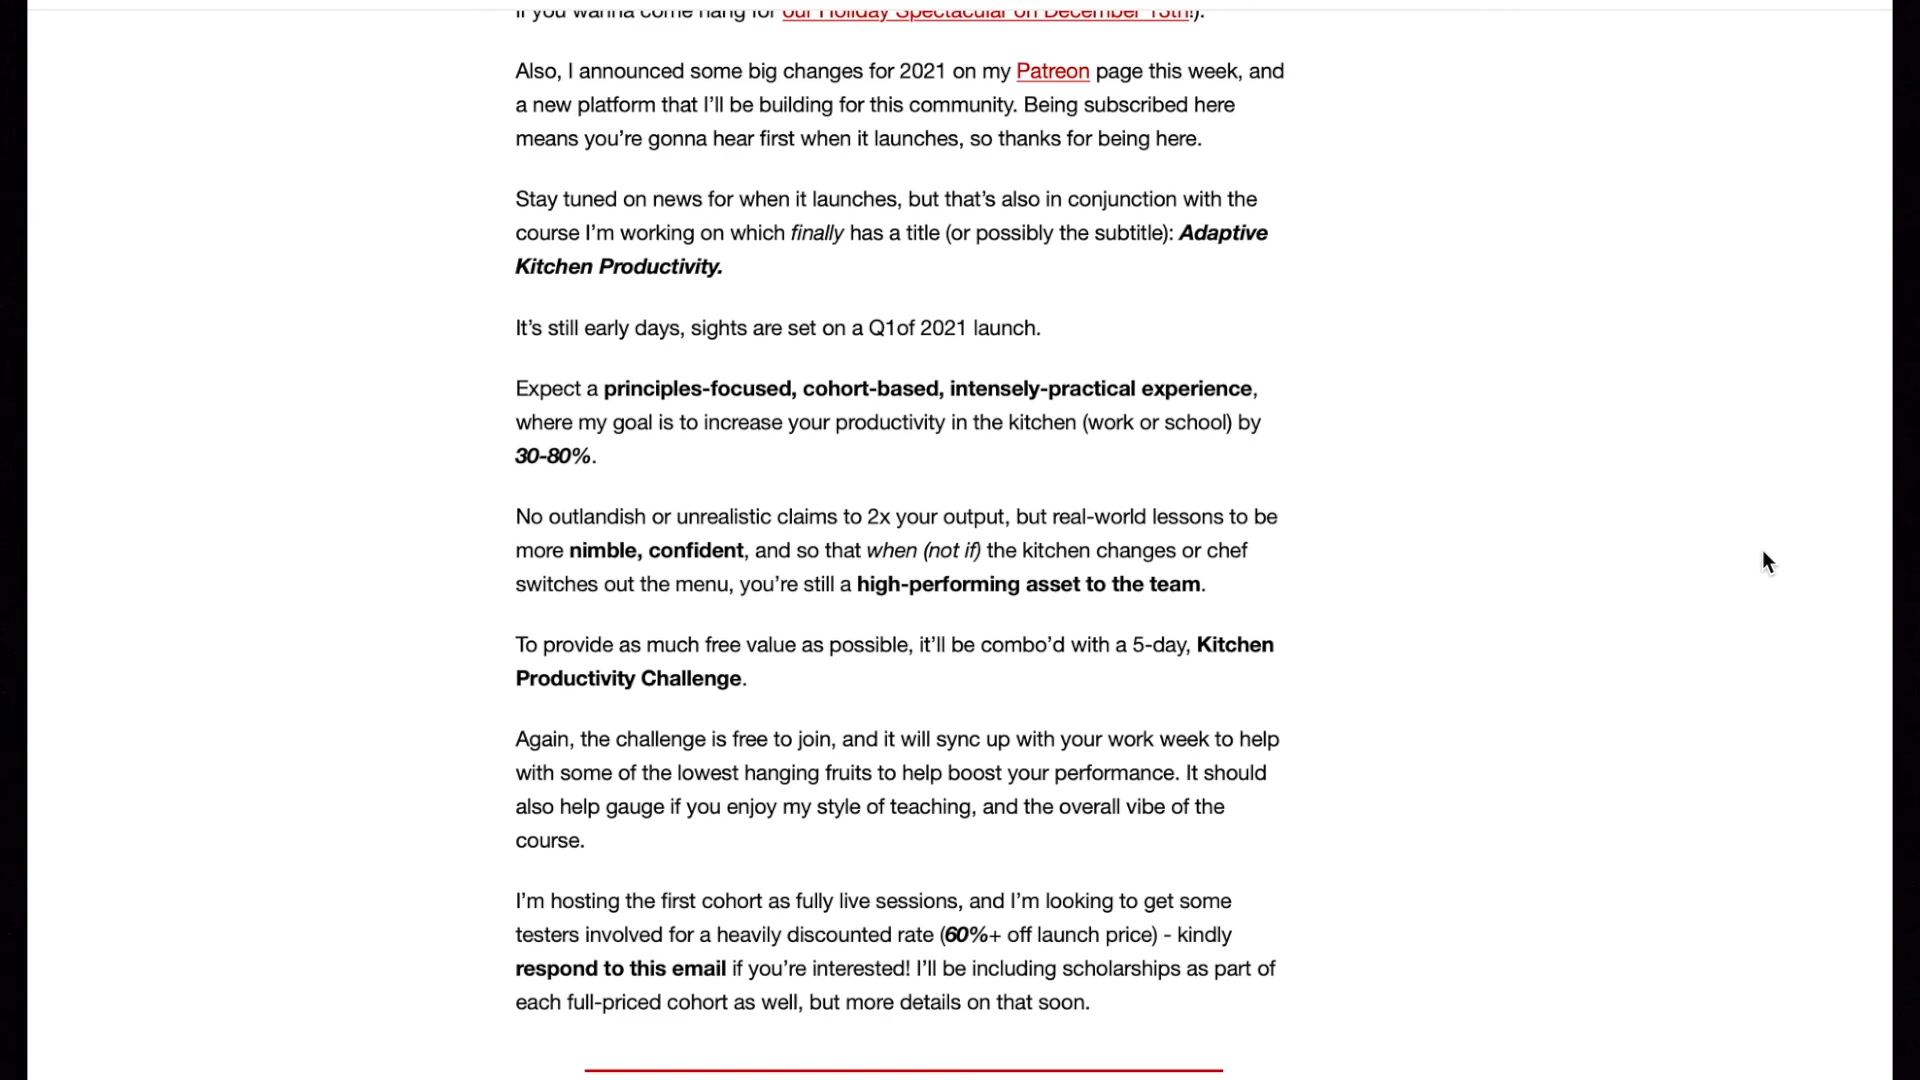 if you wanna come hang for our Holiday Spectacular on December 13th!).
Also, I announced some big changes for 2021 on my Patreon page this week, and
a new platform that I’ll be building for this community. Being subscribed here
means you’re gonna hear first when it launches, so thanks for being here.
Stay tuned on news for when it launches, but that’s also in conjunction with the
course I’m working on which finally has a title (or possibly the subtitle): Adaptive
Kitchen Productivity.
It’s still early days, sights are set on a Q1of 2021 launch.
Expect a principles-focused, cohort-based, intensely-practical experience,
where my goal is to increase your productivity in the kitchen (work or school) by
30-80%.
No outlandish or unrealistic claims to 2x your output, but real-world lessons to be
more nimble, confident, and so that when (not if) the kitchen changes or chef
switches out the menu, you’re still a high-performing asset to the team.
To provide as much free value as possible, it’ll be combo’d with a 5-day, Kitchen
Productivity Challenge.
Again, the challenge is free to join, and it will sync up with your work week to help
with some of the lowest hanging fruits to help boost your performance. It should
also help gauge if you enjoy my style of teaching, and the overall vibe of the
course.
I’m hosting the first cohort as fully live sessions, and I’m looking to get some
testers involved for a heavily discounted rate (60%+ off launch price) - kindly
respond to this email if you’re interested! I’ll be including scholarships as part of
each full-priced cohort as well, but more details on that soon.